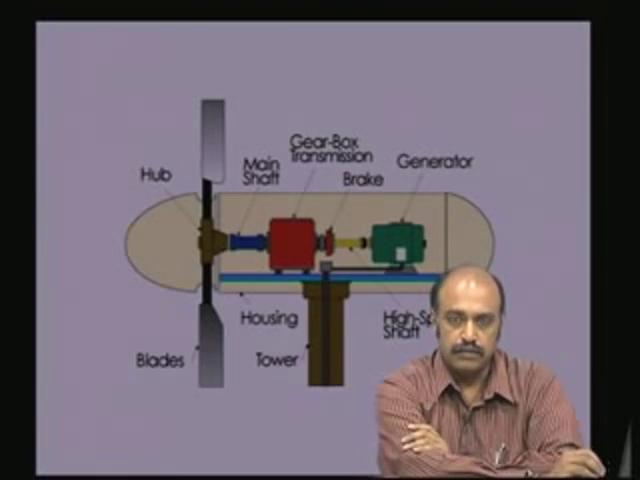 Gear-Box
Transmission
Main
Shaft
Hub
Brake
Generator
Housing
Shaft
Blades
Tower